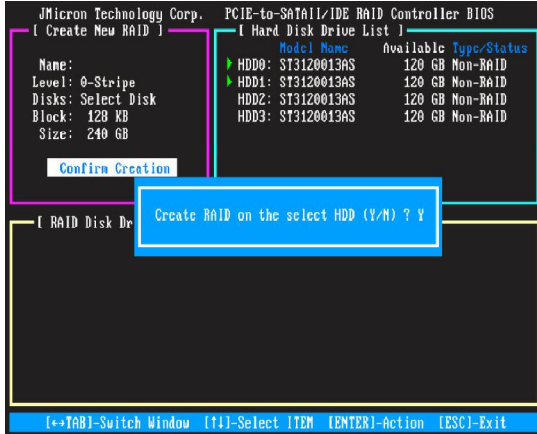 JMicron Technology Corp. PCIE-to-SATAII/IDE RAID Controller BIOS
[ Create New RAID ]
Name:
Level: 0-Stripe
Disks: Select Disk
Block: 128 KB
Size: 240 GB
Confirm Creation
[ Hard Disk Drive List ]
Model Name Available Type/Status
HDD0: ST3120013AS 120 GB Non-RAID
HDD1: ST3120013AS 120 GB Non-RAID
HDD2: ST3120013AS 120 GB Non-RAID
HDD3: ST3120013AS 120 GB Non-RAID
Create RAID on the select HDD (Y/N) ? Y
[ RAID Disk Dr
[↔TAB]-Switch Window [↑↓]-Select ITEM [ENTER]-Action [ESC]-Exit